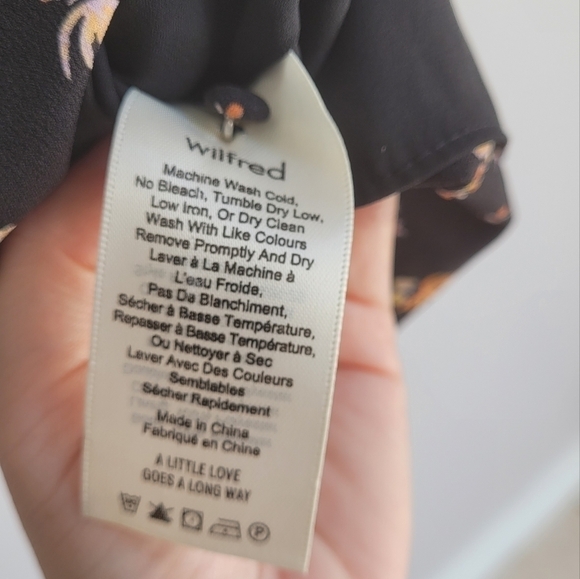 Wilfred
Machine Wash Cold,
No Bleach, Tumble Dry Low,
Low Iron, Or Dry Clean
Wash With Like Colours
Remove Promptly And Dry
Laver à La Machine à
L'eau Froide,
Pas Da Blanchiment,
Sécher à Basse Température,
Repasser à Basse Température,
Ou Nettoyer à Sec
Laver Avec Des Couleurs
Semblables
Sécher Rapidement
Made in China
Fabriqué en Chine
A LITTLE LOVE
GOES A LONG WAY
P